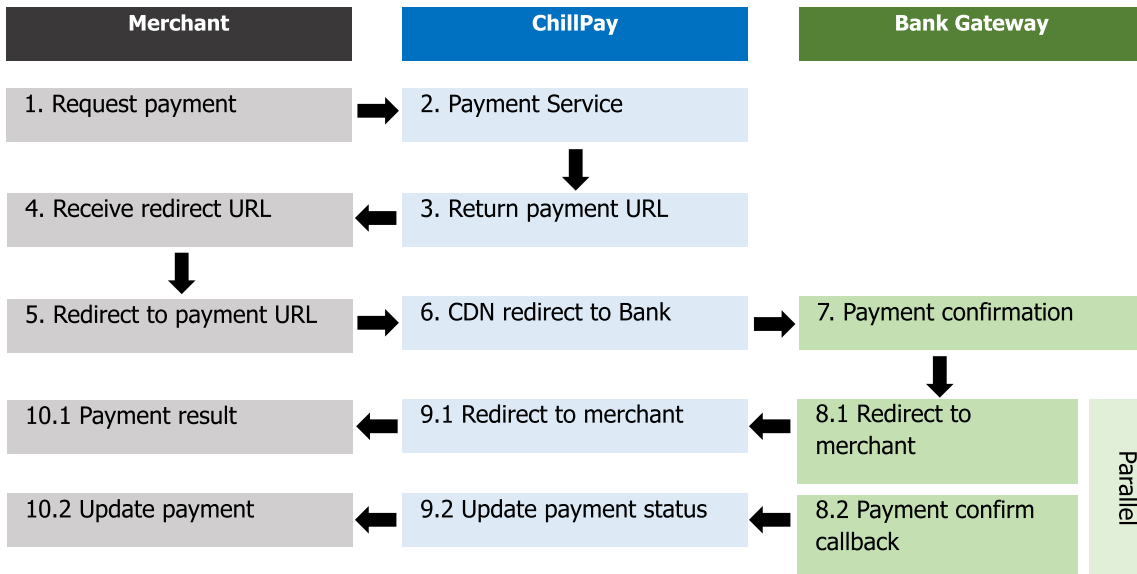 Merchant
ChillPay
Bank Gateway
1. Request payment
2. Payment Service
4. Receive redirect URL
3. Return payment URL
5. Redirect to payment URL
6. CDN redirect to Bank
7. Payment confirmation
10.1 Payment result
9.1 Redirect to merchant
8.1 Redirect to
merchant
10.2 Update payment
9.2 Update payment status
8.2 Payment confirm
callback
Parallel